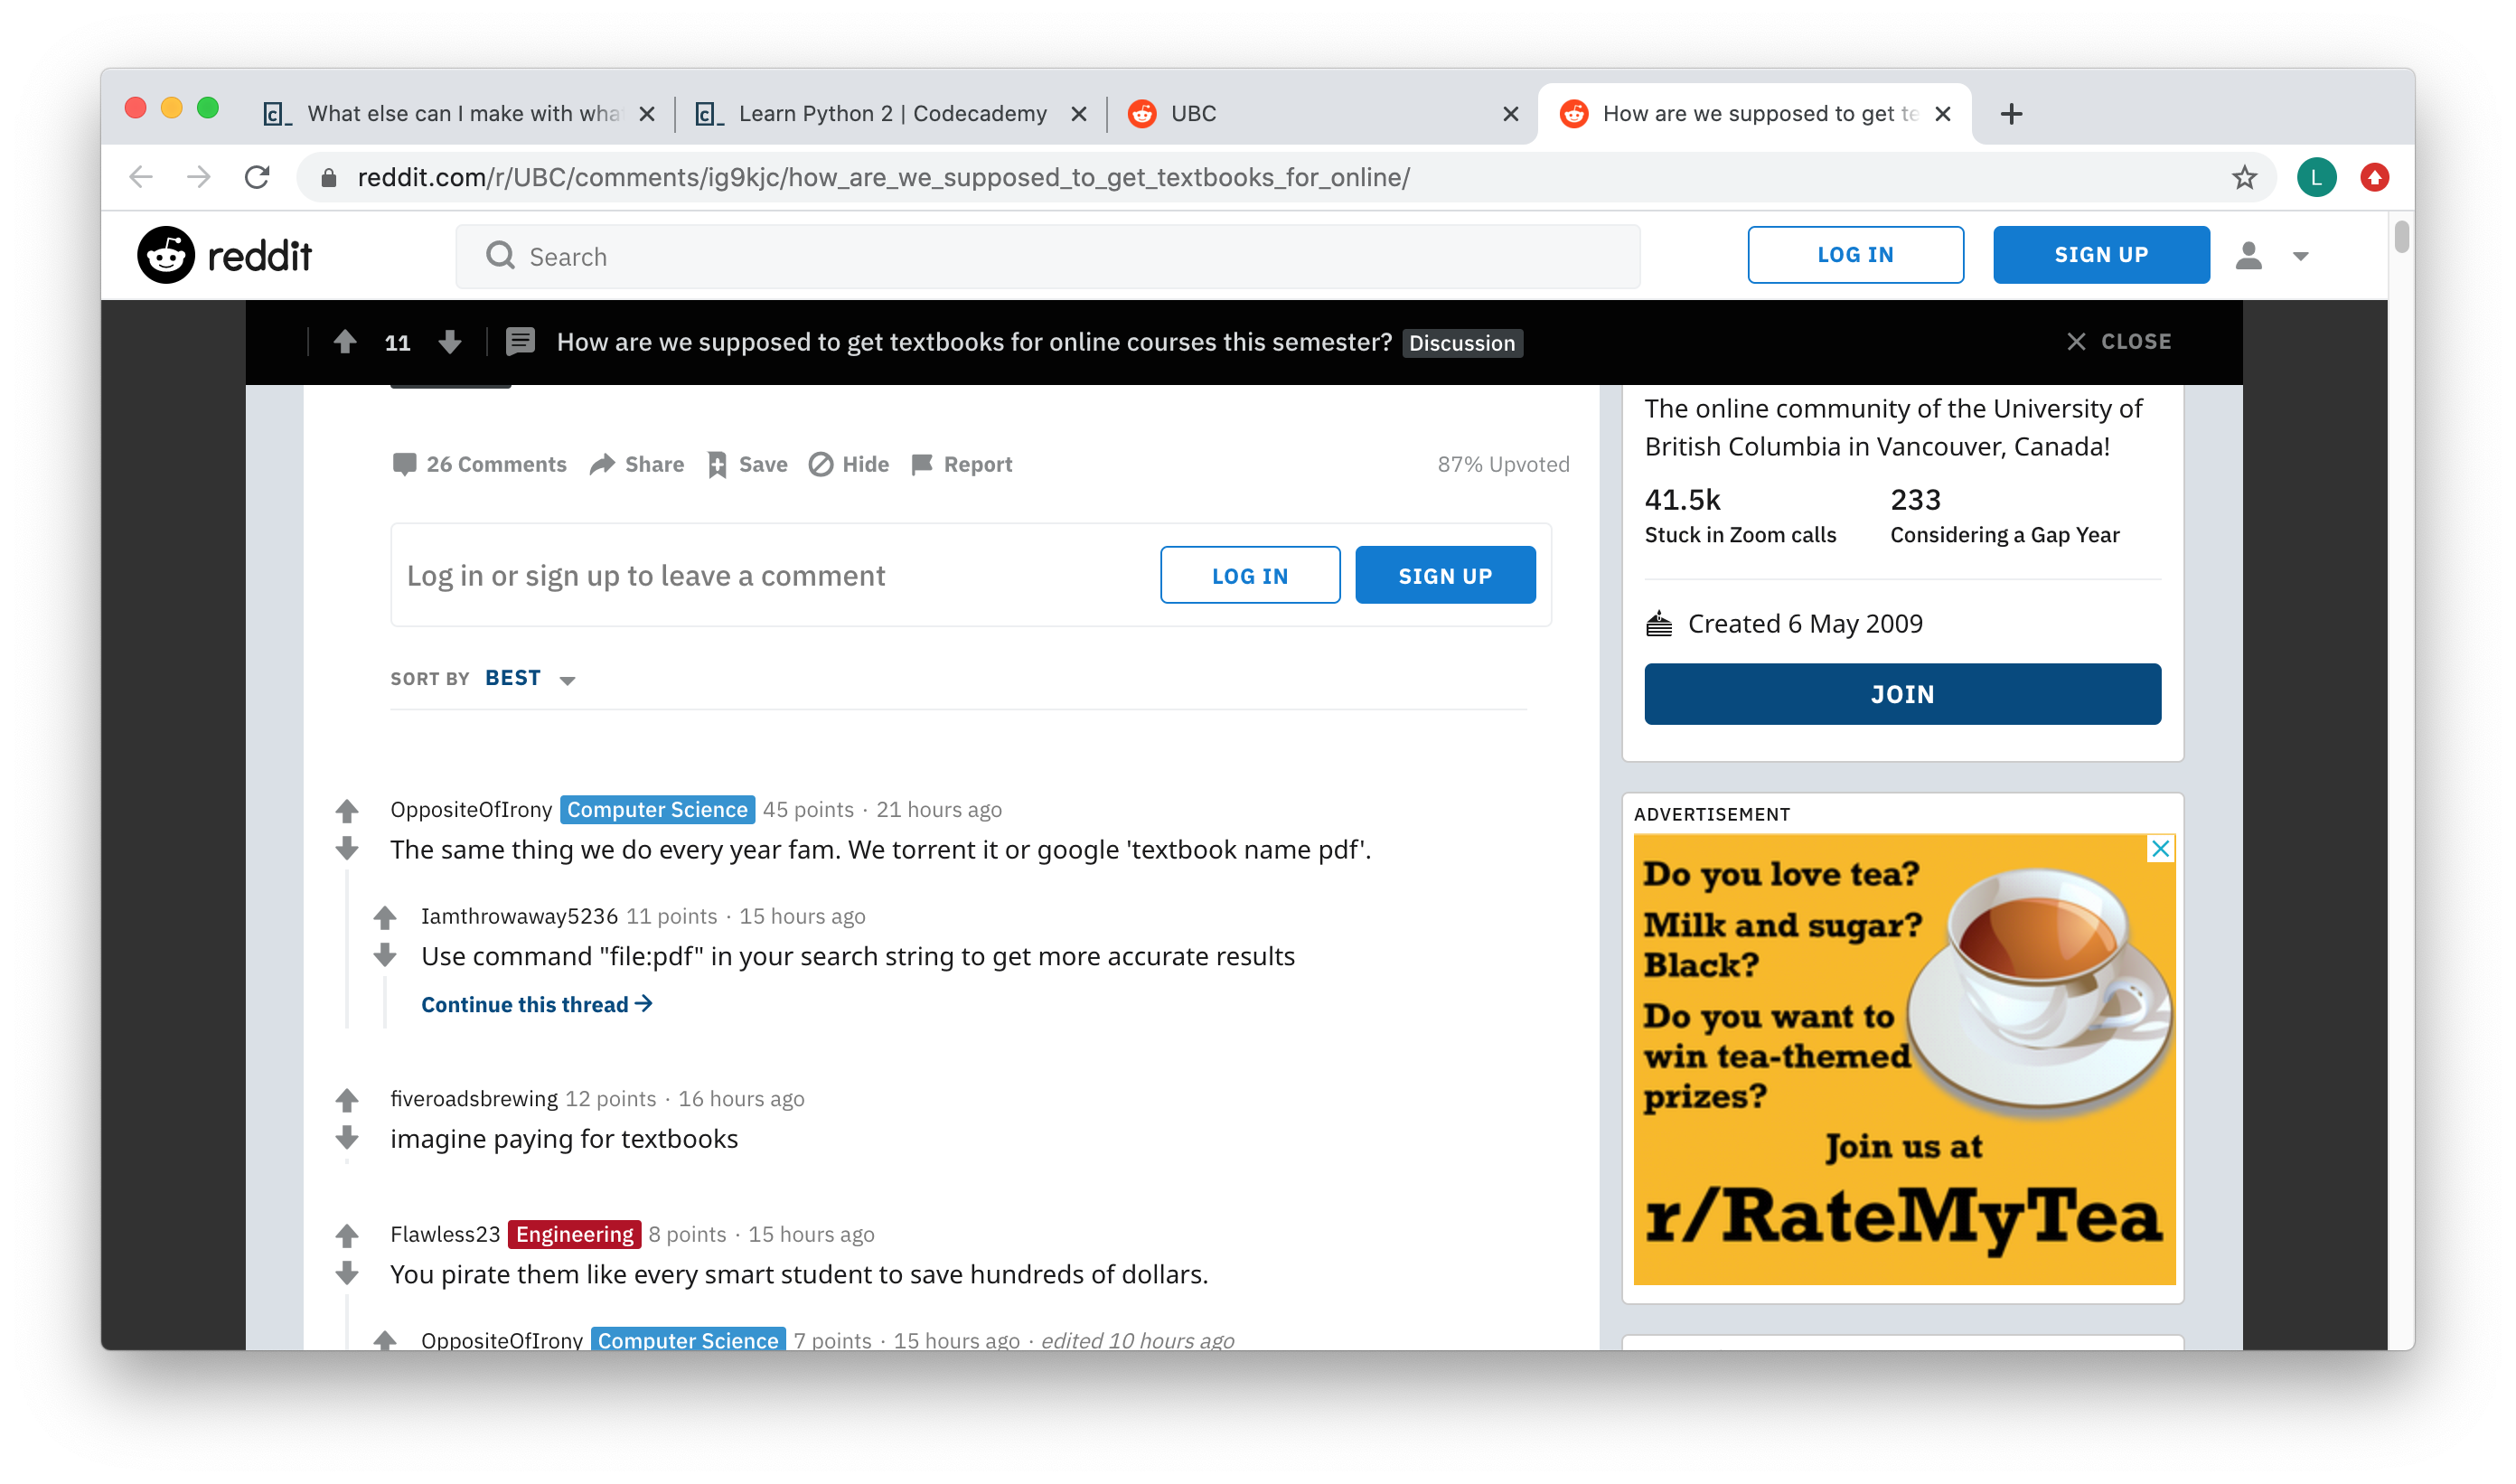 What else can I make with wha
Learn Python 2 | Codecademy
UBC
How are we supposed to get te
reddit.com/r/UBC/comments/ig9kjc/how_are_we_supposed_to_get_textbooks_for_online/
L
reddit
Search
LOG IN
SIGN UP
11
How are we supposed to get textbooks for online courses this semester?
Discussion
CLOSE
26 Comments
Share
Save
Hide
Report
87% Upvoted
Log in or sign up to leave a comment
LOG IN
SIGN UP
SORT BY BEST
OppositeOfIrony Computer Science 45 points · 21 hours ago
The same thing we do every year fam. We torrent it or google 'textbook name pdf'.
Iamthrowaway5236 11 points · 15 hours ago
Use command "file:pdf" in your search string to get more accurate results
Continue this thread →
fiveroadsbrewing 12 points · 16 hours ago
imagine paying for textbooks
Flawless23 Engineering 8 points · 15 hours ago
You pirate them like every smart student to save hundreds of dollars.
OppositeOfIrony Computer Science 7 points · 15 hours ago · edited 10 hours ago
The online community of the University of
British Columbia in Vancouver, Canada!
41.5k
Stuck in Zoom calls
233
Considering a Gap Year
Created 6 May 2009
JOIN
ADVERTISEMENT
Do you love tea?
Milk and sugar?
Black?
Do you want to
win tea-themed
prizes?
Join us at
r/RateMyTea